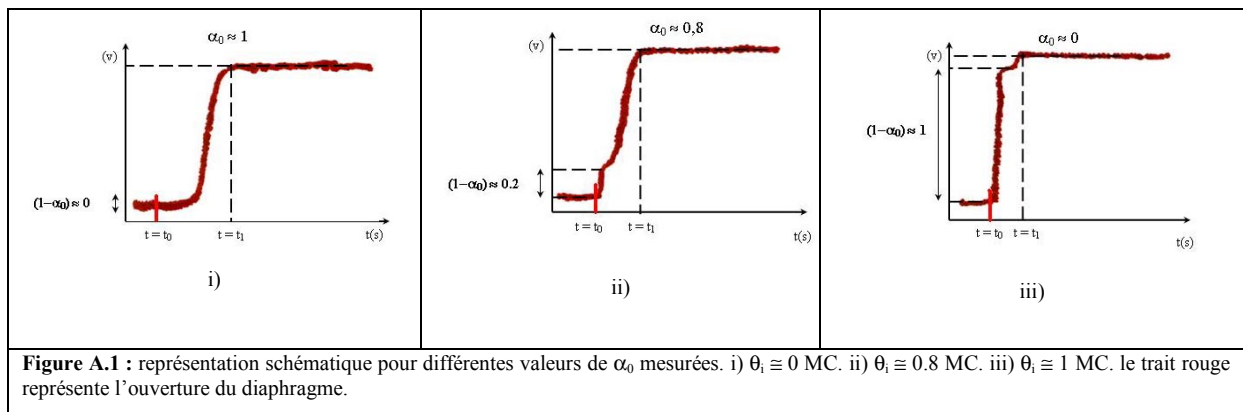 α₀ ≈ 1
(v)
(1-α₀) ≈ 0
t = t₀
t = t₁
t(s)
i)
α₀ ≈ 0,8
(v)
(1-α₀) ≈ 0.2
t = t₀
t = t₁
t(s)
ii)
α₀ ≈ 0
(v)
(1-α₀) ≈ 1
t = t₀
t = t₁
t(s)
iii)
Figure A.1 : représentation schématique pour différentes valeurs de α₀ mesurées. i) θᵢ ≅ 0 MC. ii) θᵢ ≅ 0.8 MC. iii) θᵢ ≅ 1 MC. le trait rouge
représente l’ouverture du diaphragme.